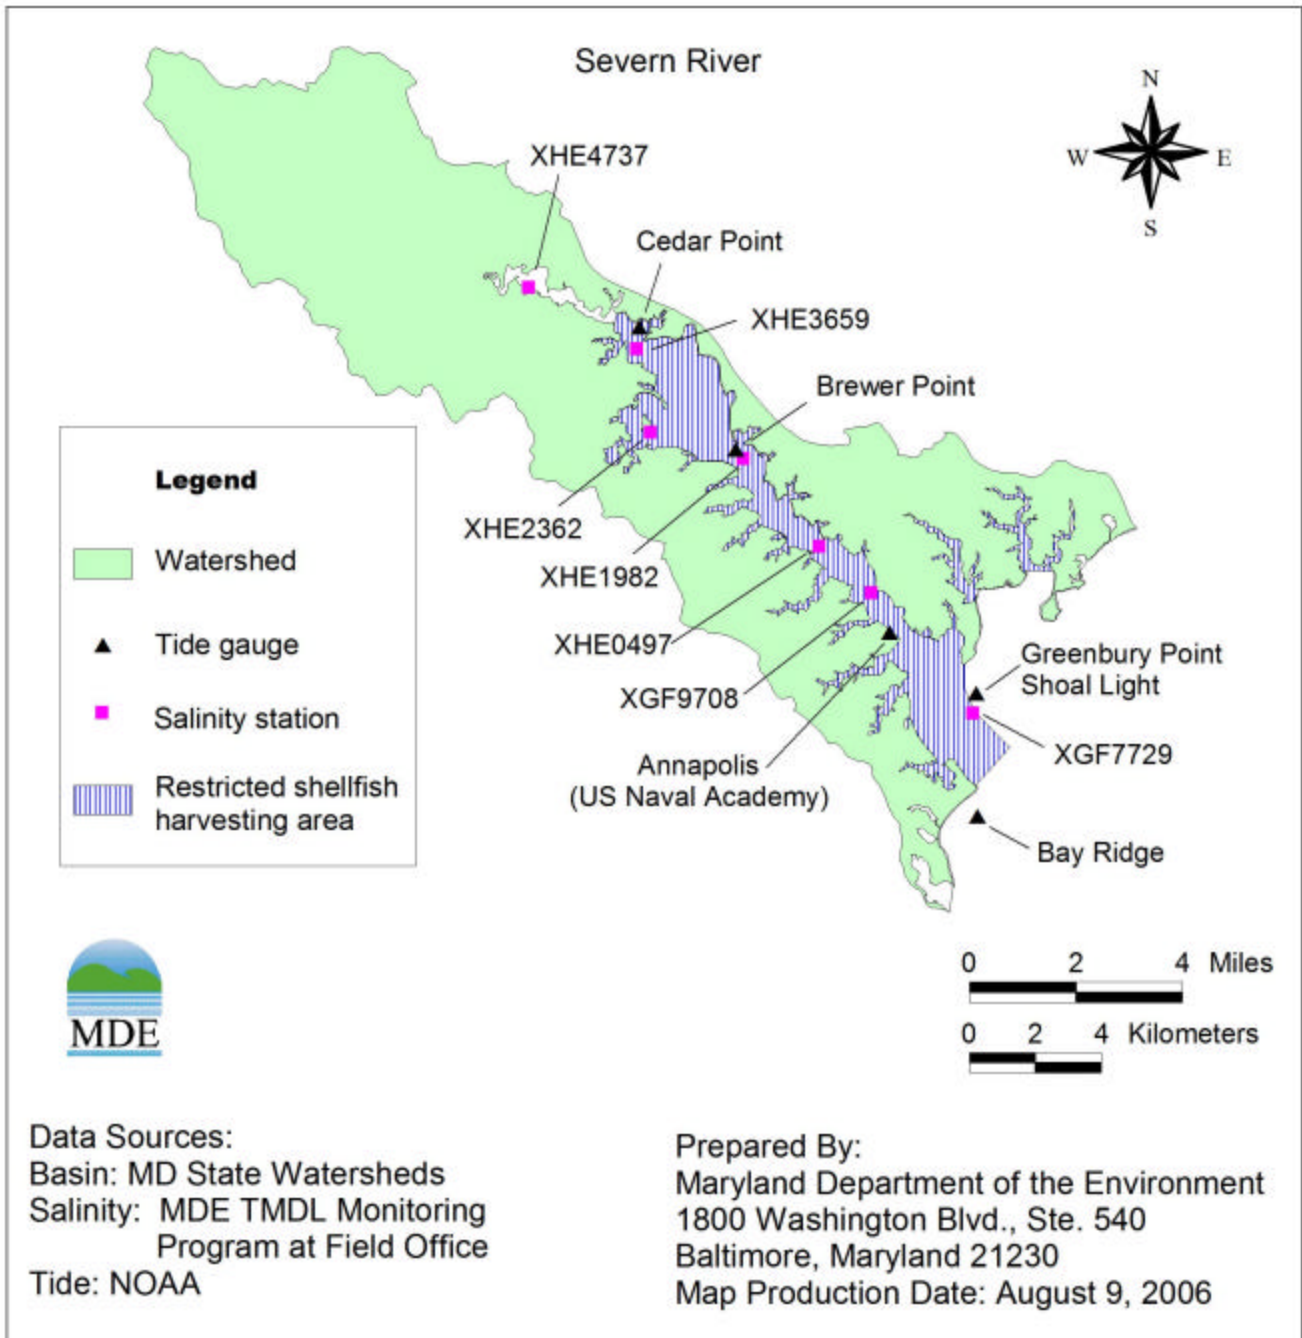 Severn River
N
W
E
S
XHE4737
Cedar Point
XHE3659
Brewer Point
XHE2362
XHE1982
XHE0497
XGF9708
Annapolis
(US Naval Academy)
Greenbury Point
Shoal Light
XGF7729
Bay Ridge
Legend
Watershed
Tide gauge
Salinity station
Restricted shellfish
harvesting area
MDE
0 2 4 Miles
0 2 4 Kilometers
Data Sources:
Basin: MD State Watersheds
Salinity: MDE TMDL Monitoring
Program at Field Office
Tide: NOAA
Prepared By:
Maryland Department of the Environment
1800 Washington Blvd., Ste. 540
Baltimore, Maryland 21230
Map Production Date: August 9, 2006